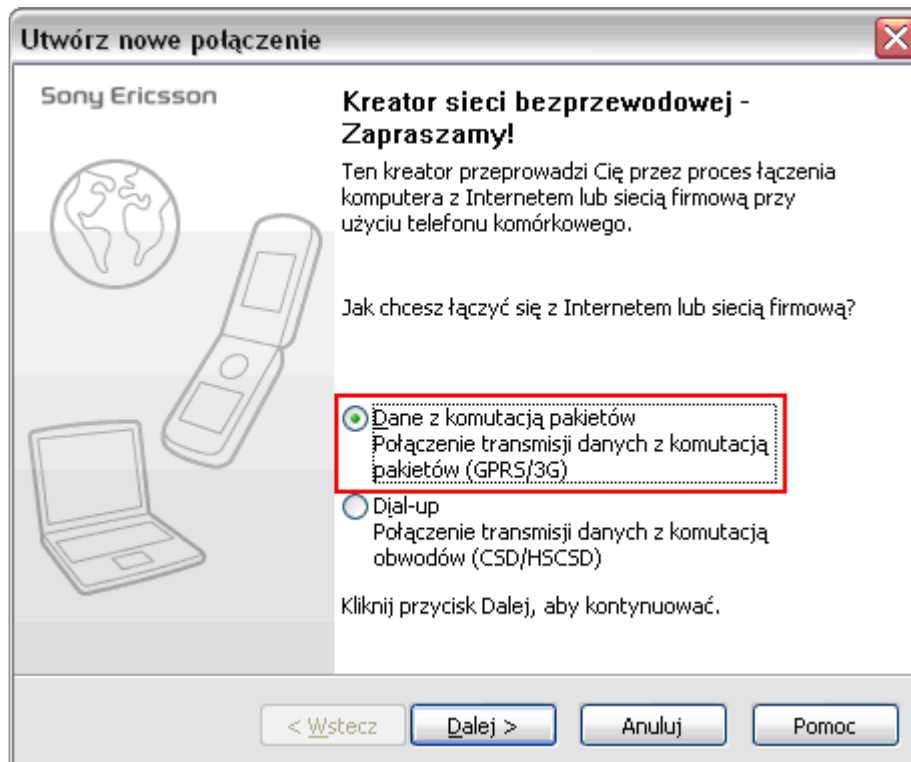 Utwórz nowe połączenie
Sony Ericsson
Kreator sieci bezprzewodowej -
Zapraszamy!
Ten kreator przeprowadzi Cię przez proces łączenia
komputera z Internetem lub siecią firmową przy
użyciu telefonu komórkowego.
Jak chcesz łączyć się z Internetem lub siecią firmową?
Dane z komutacją pakietów
Połączenie transmisji danych z komutacją
pakietów (GPRS/3G)
Dial-up
Połączenie transmisji danych z komutacją
obwodów (CSD/HSCSD)
Kliknij przycisk Dalej, aby kontynuować.
< Wstecz
Dalej >
Anuluj
Pomoc